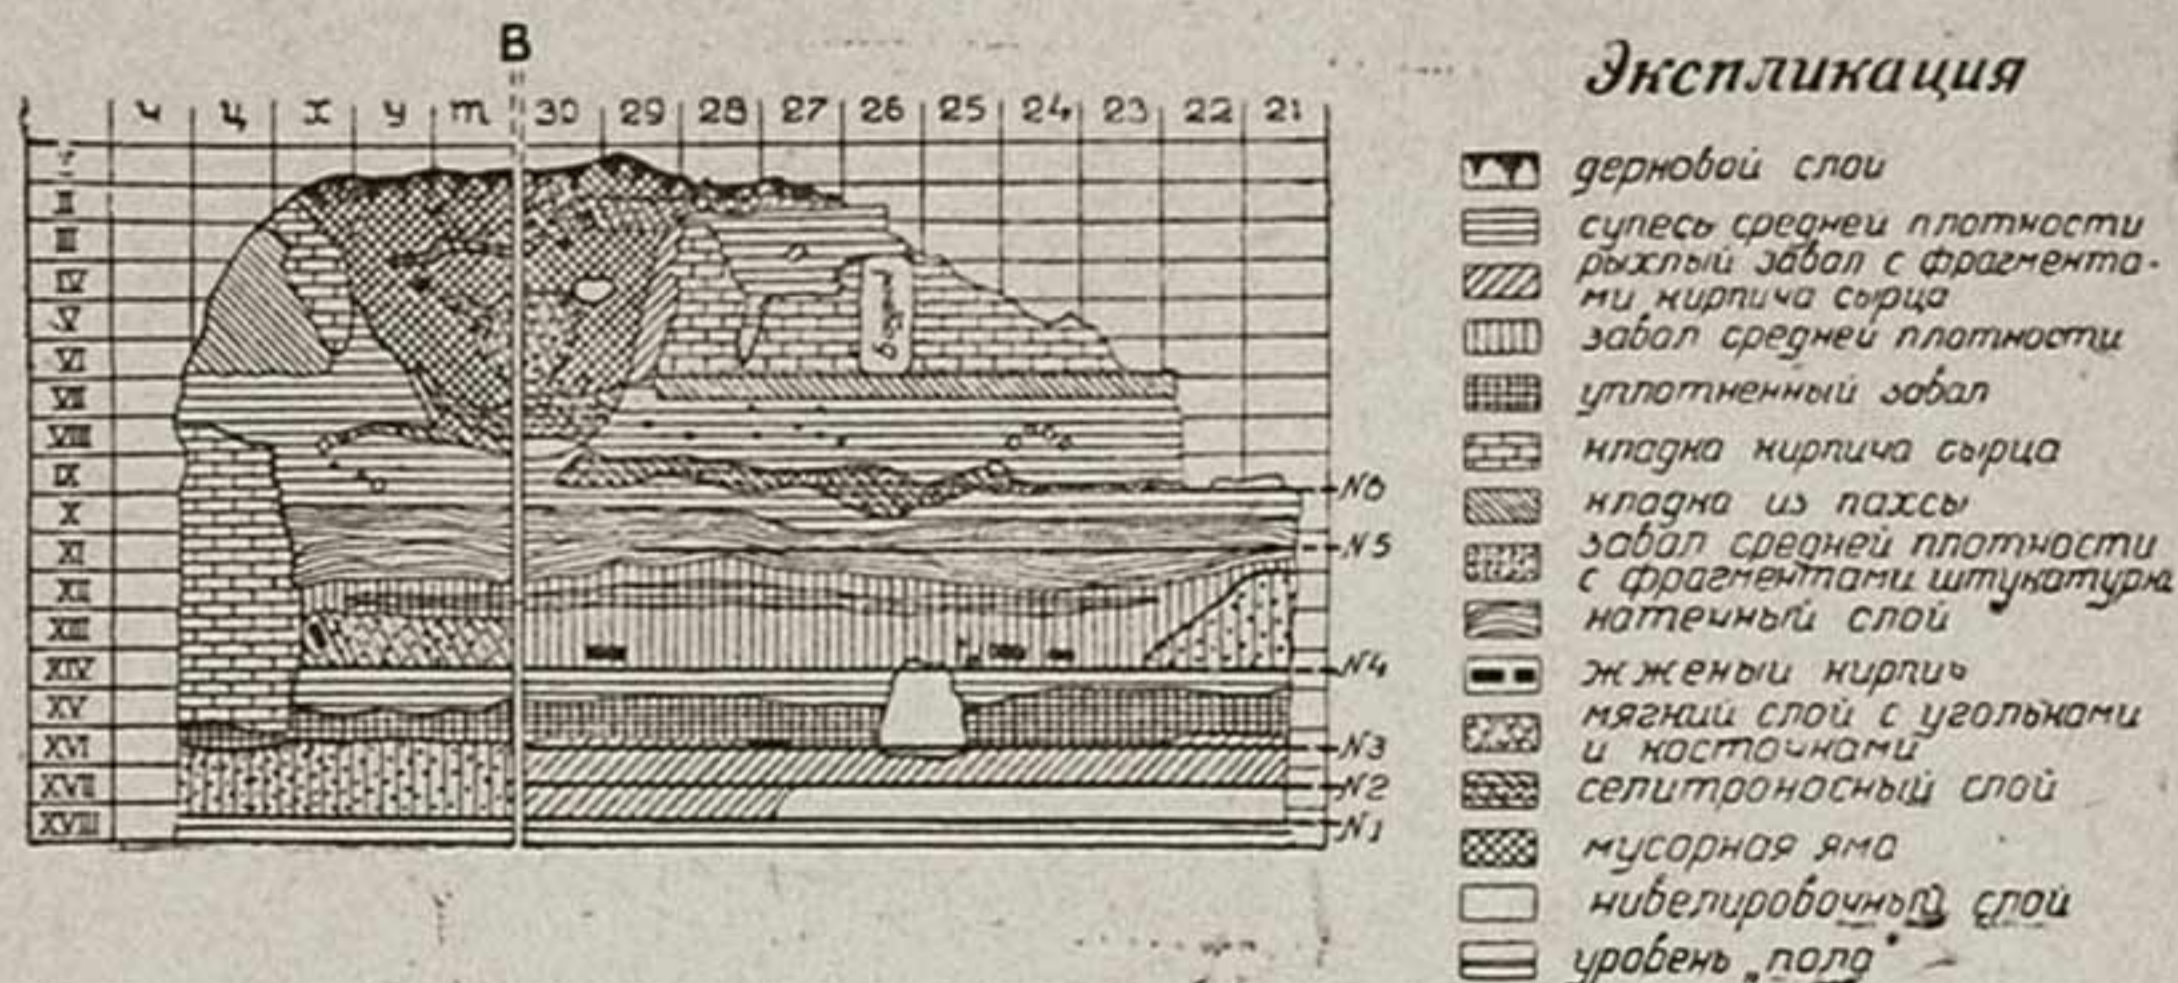 В
ч ц х у т 30 29 28 27 26 25 24 23 22 21
I
II
III
IV
V
VI
VII
VIII
IX
X
XI
XII
XIII
XIV
XV
XVI
XVII
XVIII
N6
N5
N4
N3
N2
N1
Экспликация
дерновой слой
супесь средней плотности
рыхлый завал с фрагмента-
ми кирпича сырца
завал средней плотности
уплотненный завал
кладка кирпича сырца
кладка из пахсы
завал средней плотности
с фрагментами штукатурки
натечный слой
жженый кирпич
мягкий слой с угольками
и косточками
селитроносный слой
мусорная яма
нивелировочный слой
уровень „пола"